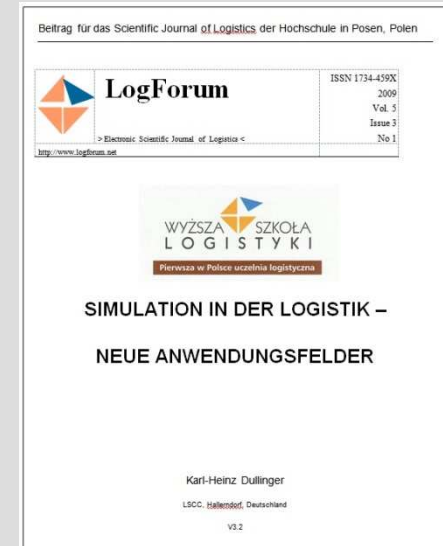 Beitrag für das Scientific Journal of Logistics der Hochschule in Posen, Polen
LogForum
> Electronic Scientific Journal of Logistics <
http://www.logforum.net
ISSN 1734-459X
2009
Vol. 5
Issue 3
No 1
WYŻSZA SZKOŁA
LOGISTYKI
Pierwsza w Polsce uczelnia logistyczna
SIMULATION IN DER LOGISTIK –
NEUE ANWENDUNGSFELDER
Karl-Heinz Dullinger
LSCC, Hallerndorf, Deutschland
V3.2